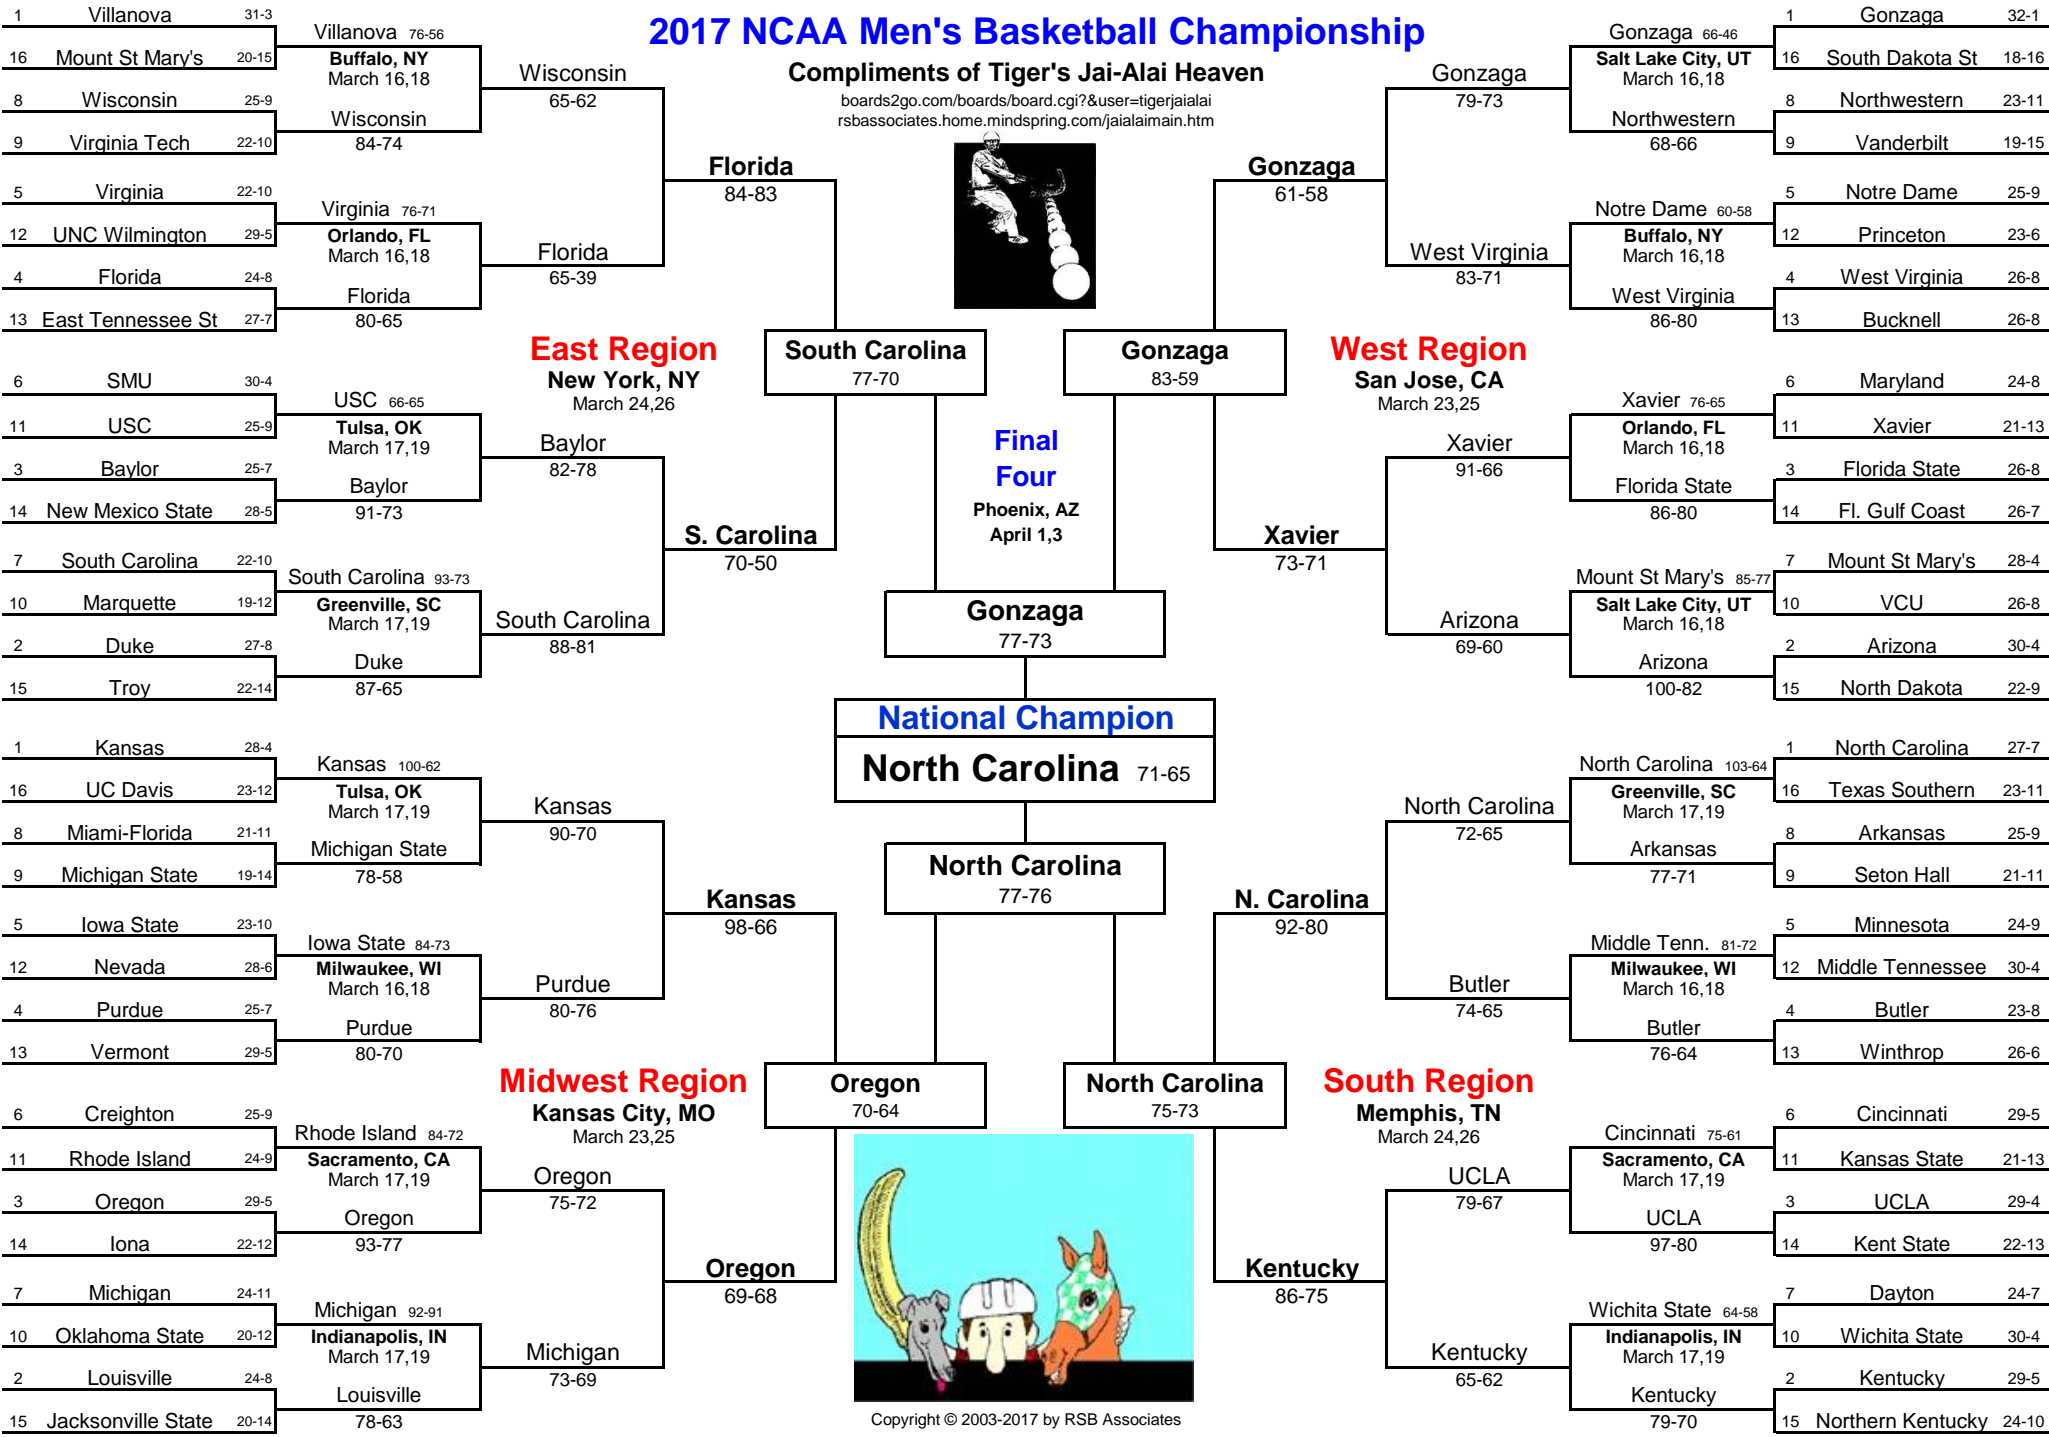 2017 NCAA Men's Basketball Championship
Compliments of Tiger's Jai-Alai Heaven
boards2go.com/boards/board.cgi?&user=tigerjaialai
rsbassociates.home.mindspring.com/jaialaimain.htm
1 Villanova 31-3
16 Mount St Mary's 20-15
8 Wisconsin 25-9
9 Virginia Tech 22-10
5 Virginia 22-10
12 UNC Wilmington 29-5
4 Florida 24-8
13 East Tennessee St 27-7
6 SMU 30-4
11 USC 25-9
3 Baylor 25-7
14 New Mexico State 28-5
7 South Carolina 22-10
10 Marquette 19-12
2 Duke 27-8
15 Troy 22-14
Villanova 76-56
Buffalo, NY
March 16,18
Wisconsin
84-74
Virginia 76-71
Orlando, FL
March 16,18
Florida
80-65
USC 66-65
Tulsa, OK
March 17,19
Baylor
91-73
South Carolina 93-73
Greenville, SC
March 17,19
Duke
87-65
Wisconsin
65-62
Florida
65-39
East Region
New York, NY
March 24,26
Baylor
82-78
South Carolina
88-81
Florida
84-83
S. Carolina
70-50
South Carolina
77-70
1 Kansas 28-4
16 UC Davis 23-12
8 Miami-Florida 21-11
9 Michigan State 19-14
5 Iowa State 23-10
12 Nevada 28-6
4 Purdue 25-7
13 Vermont 29-5
6 Creighton 25-9
11 Rhode Island 24-9
3 Oregon 29-5
14 Iona 22-12
7 Michigan 24-11
10 Oklahoma State 20-12
2 Louisville 24-8
15 Jacksonville State 20-14
Kansas 100-62
Tulsa, OK
March 17,19
Michigan State
78-58
Iowa State 84-73
Milwaukee, WI
March 16,18
Purdue
80-70
Rhode Island 84-72
Sacramento, CA
March 17,19
Oregon
93-77
Michigan 92-91
Indianapolis, IN
March 17,19
Louisville
78-63
Kansas
90-70
Purdue
80-76
Midwest Region
Kansas City, MO
March 23,25
Oregon
75-72
Michigan
73-69
Kansas
98-66
Oregon
69-68
Oregon
70-64
Final
Four
Phoenix, AZ
April 1,3
Gonzaga
77-73
National Champion
North Carolina 71-65
North Carolina
77-76
Gonzaga
83-59
Gonzaga
61-58
Xavier
73-71
Gonzaga
79-73
West Virginia
83-71
West Region
San Jose, CA
March 23,25
Xavier
91-66
Arizona
69-60
Gonzaga 66-46
Salt Lake City, UT
March 16,18
Northwestern
68-66
Notre Dame 60-58
Buffalo, NY
March 16,18
West Virginia
86-80
Xavier 76-65
Orlando, FL
March 16,18
Florida State
86-80
Mount St Mary's 85-77
Salt Lake City, UT
March 16,18
Arizona
100-82
1 Gonzaga 32-1
16 South Dakota St 18-16
8 Northwestern 23-11
9 Vanderbilt 19-15
5 Notre Dame 25-9
12 Princeton 23-6
4 West Virginia 26-8
13 Bucknell 26-8
6 Maryland 24-8
11 Xavier 21-13
3 Florida State 26-8
14 Fl. Gulf Coast 26-7
7 Mount St Mary's 28-4
10 VCU 26-8
2 Arizona 30-4
15 North Dakota 22-9
North Carolina
75-73
N. Carolina
92-80
Kentucky
86-75
North Carolina
72-65
Butler
74-65
South Region
Memphis, TN
March 24,26
UCLA
79-67
Kentucky
65-62
North Carolina 103-64
Greenville, SC
March 17,19
Arkansas
77-71
Middle Tenn. 81-72
Milwaukee, WI
March 16,18
Butler
76-64
Cincinnati 75-61
Sacramento, CA
March 17,19
UCLA
97-80
Wichita State 64-58
Indianapolis, IN
March 17,19
Kentucky
79-70
1 North Carolina 27-7
16 Texas Southern 23-11
8 Arkansas 25-9
9 Seton Hall 21-11
5 Minnesota 24-9
12 Middle Tennessee 30-4
4 Butler 23-8
13 Winthrop 26-6
6 Cincinnati 29-5
11 Kansas State 21-13
3 UCLA 29-4
14 Kent State 22-13
7 Dayton 24-7
10 Wichita State 30-4
2 Kentucky 29-5
15 Northern Kentucky 24-10
Copyright © 2003-2017 by RSB Associates